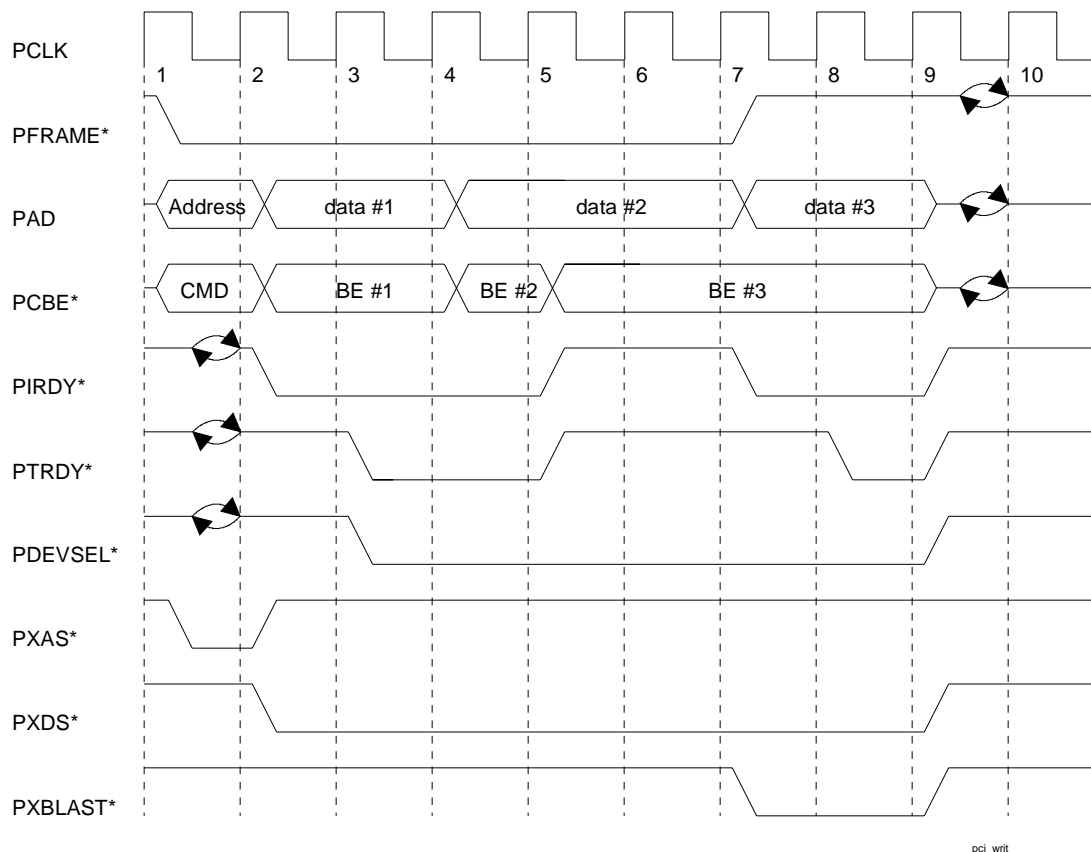 PCLK
1 2 3 4 5 6 7 8 9 10
PFRAME*
PAD Address data #1 data #2 data #3
PCBE* CMD BE #1 BE #2 BE #3
PIRDY*
PTRDY*
PDEVSEL*
PXAS*
PXDS*
PXBLAST*
pci_writ